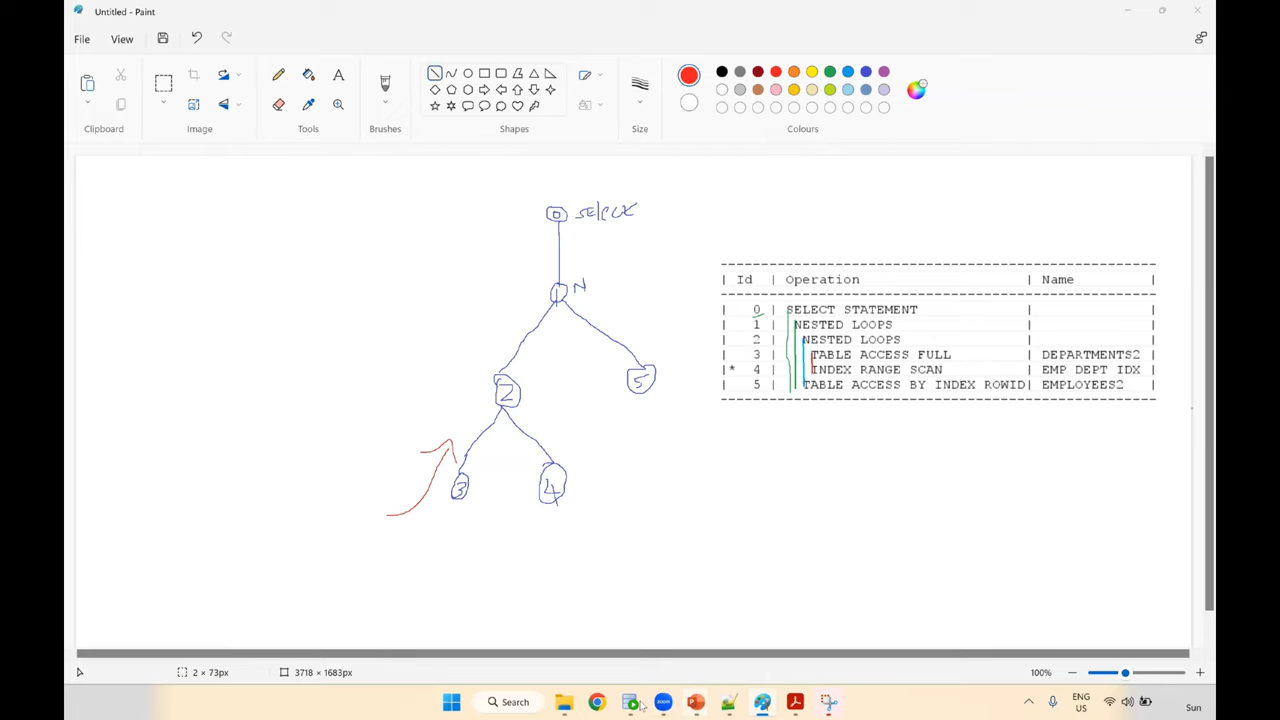 Untitled - Paint
File View
Clipboard
Image
Tools
Brushes
Shapes
Size
Colours
0 SELECT
1 N
2
5
3
4
| Id | Operation | Name |
| 0 | SELECT STATEMENT | |
| 1 | NESTED LOOPS | |
| 2 | NESTED LOOPS | |
| 3 | TABLE ACCESS FULL | DEPARTMENTS2 |
|* 4 | INDEX RANGE SCAN | EMP DEPT IDX |
| 5 | TABLE ACCESS BY INDEX ROWID| EMPLOYEES2 |
2 × 73px
3718 × 1683px
100%
Search
zoom
ENG
US
Sun